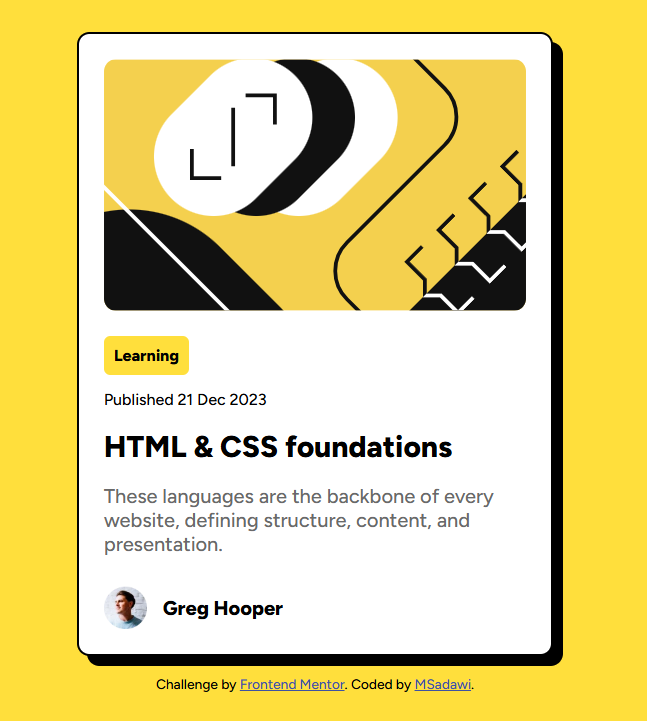 Learning
Published 21 Dec 2023
HTML & CSS foundations
These languages are the backbone of every
website, defining structure, content, and
presentation.
Greg Hooper
Challenge by Frontend Mentor. Coded by MSadawi.